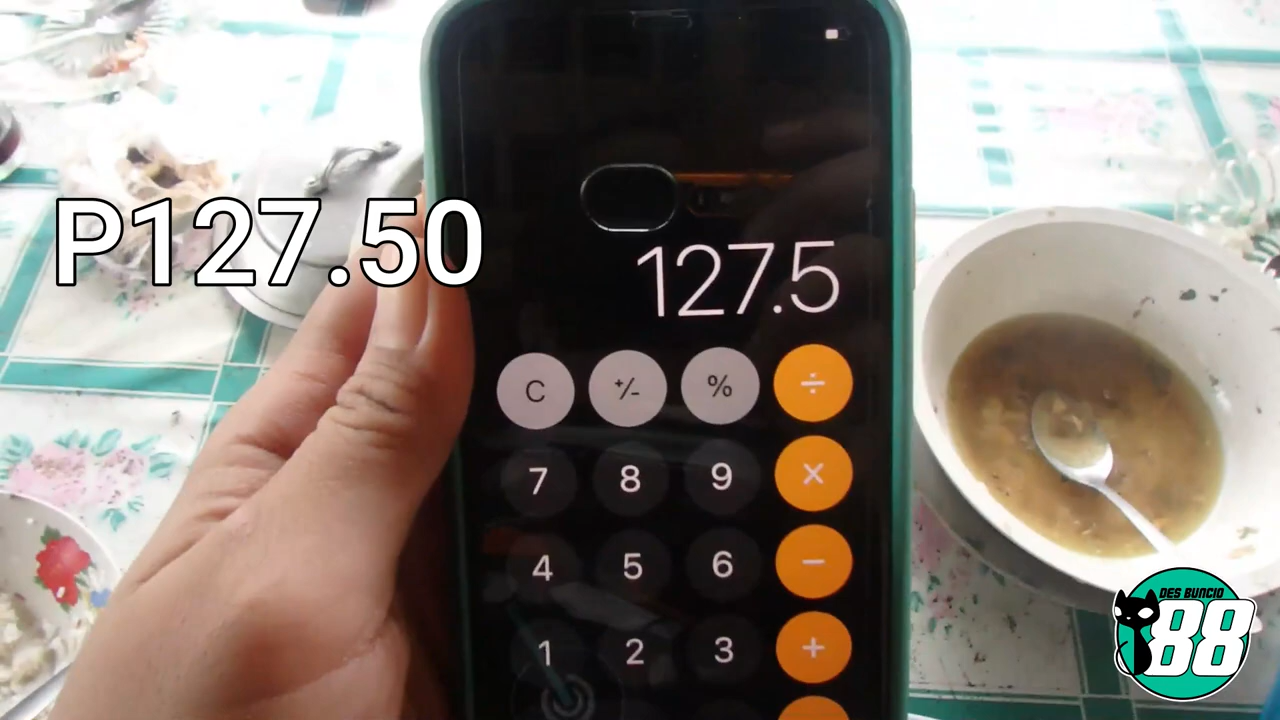 P127.50
127.5
C +/- % ÷
7 8 9 ×
4 5 6 −
1 2 3 +
DES BUNCIO
88